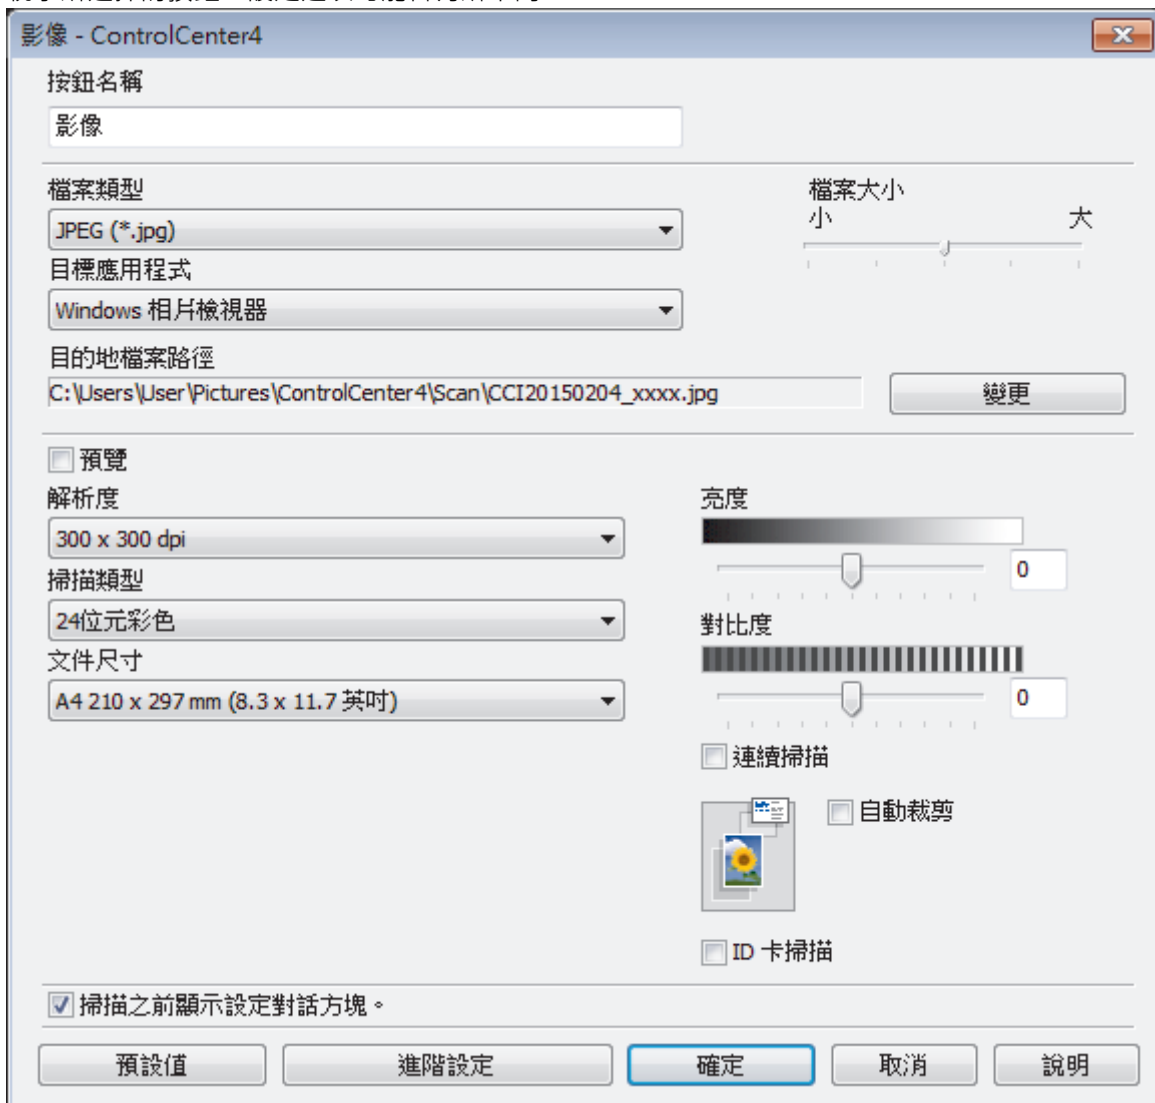 影像 - ControlCenter4
按鈕名稱
影像
檔案類型
JPEG (*.jpg)
檔案大小
小 大
目標應用程式
Windows 相片檢視器
目的地檔案路徑
C:\Users\User\Pictures\ControlCenter4\Scan\CCI20150204_xxxx.jpg
變更
預覽
解析度
300 x 300 dpi
掃描類型
24位元彩色
文件尺寸
A4 210 x 297 mm (8.3 x 11.7 英吋)
亮度
0
對比度
0
連續掃描
自動裁剪
ID 卡掃描
掃描之前顯示設定對話方塊。
預設值 進階設定 確定 取消 說明